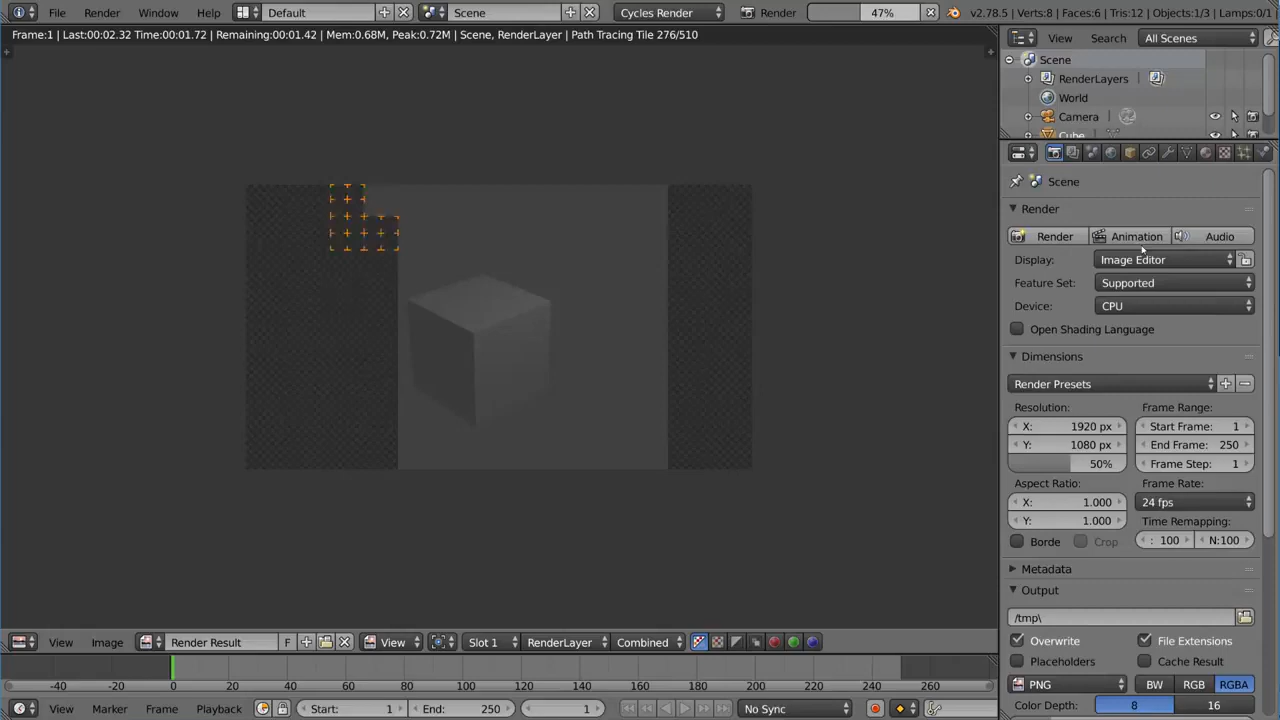 File Render Window Help Default Scene Cycles Render Render 47% v2.78.5 | Verts:8 | Faces:6 | Tris:12 | Objects:1/3 | Lamps:0/1
Frame:1 | Last:00:02.32 Time:00:01.72 | Remaining:00:01.42 | Mem:0.68M, Peak:0.72M | Scene, RenderLayer | Path Tracing Tile 276/510
View Search All Scenes
Scene
RenderLayers
World
Camera
Cube
Scene
Render
Render Animation Audio
Display: Image Editor
Feature Set: Supported
Device: CPU
Open Shading Language
Dimensions
Render Presets
Resolution: Frame Range:
X: 1920 px Start Frame: 1
Y: 1080 px End Frame: 250
50% Frame Step: 1
Aspect Ratio: Frame Rate:
X: 1.000 24 fps
Y: 1.000 Time Remapping:
Borde Crop : 100 N:100
Metadata
Output
/tmp\
Overwrite File Extensions
Placeholders Cache Result
PNG BW RGB RGBA
Color Depth: 8 16
View Image Render Result F View Slot 1 RenderLayer Combined
-40 -20 0 20 40 60 80 100 120 140 160 180 200 220 240 260
View Marker Frame Playback Start: 1 End: 250 1 No Sync